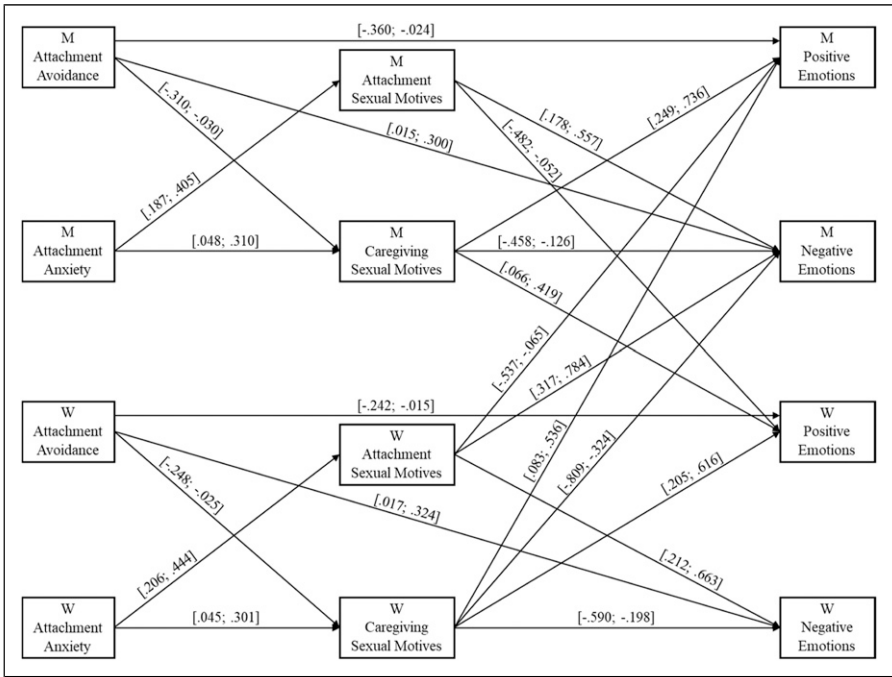 M
Attachment
Avoidance
[-.360; -.024]
M
Positive
Emotions
M
Attachment
Sexual Motives
[-.310; -.030]
[.015; .300]
[.187; .405]
[-.482; -.052]
[.178; .557]
[.249; .736]
M
Attachment
Anxiety
[.048; .310]
M
Caregiving
Sexual Motives
[-.458; -.126]
M
Negative
Emotions
[.066; .419]
[-.537; -.065]
[.317; .784]
W
Attachment
Avoidance
[-.242; -.015]
W
Positive
Emotions
W
Attachment
Sexual Motives
[-.248; -.025]
[.017; .324]
[.083; .536]
[-.809; -.324]
[.205; .616]
[.206; .444]
[.212; .663]
W
Attachment
Anxiety
[.045; .301]
W
Caregiving
Sexual Motives
[-.590; -.198]
W
Negative
Emotions